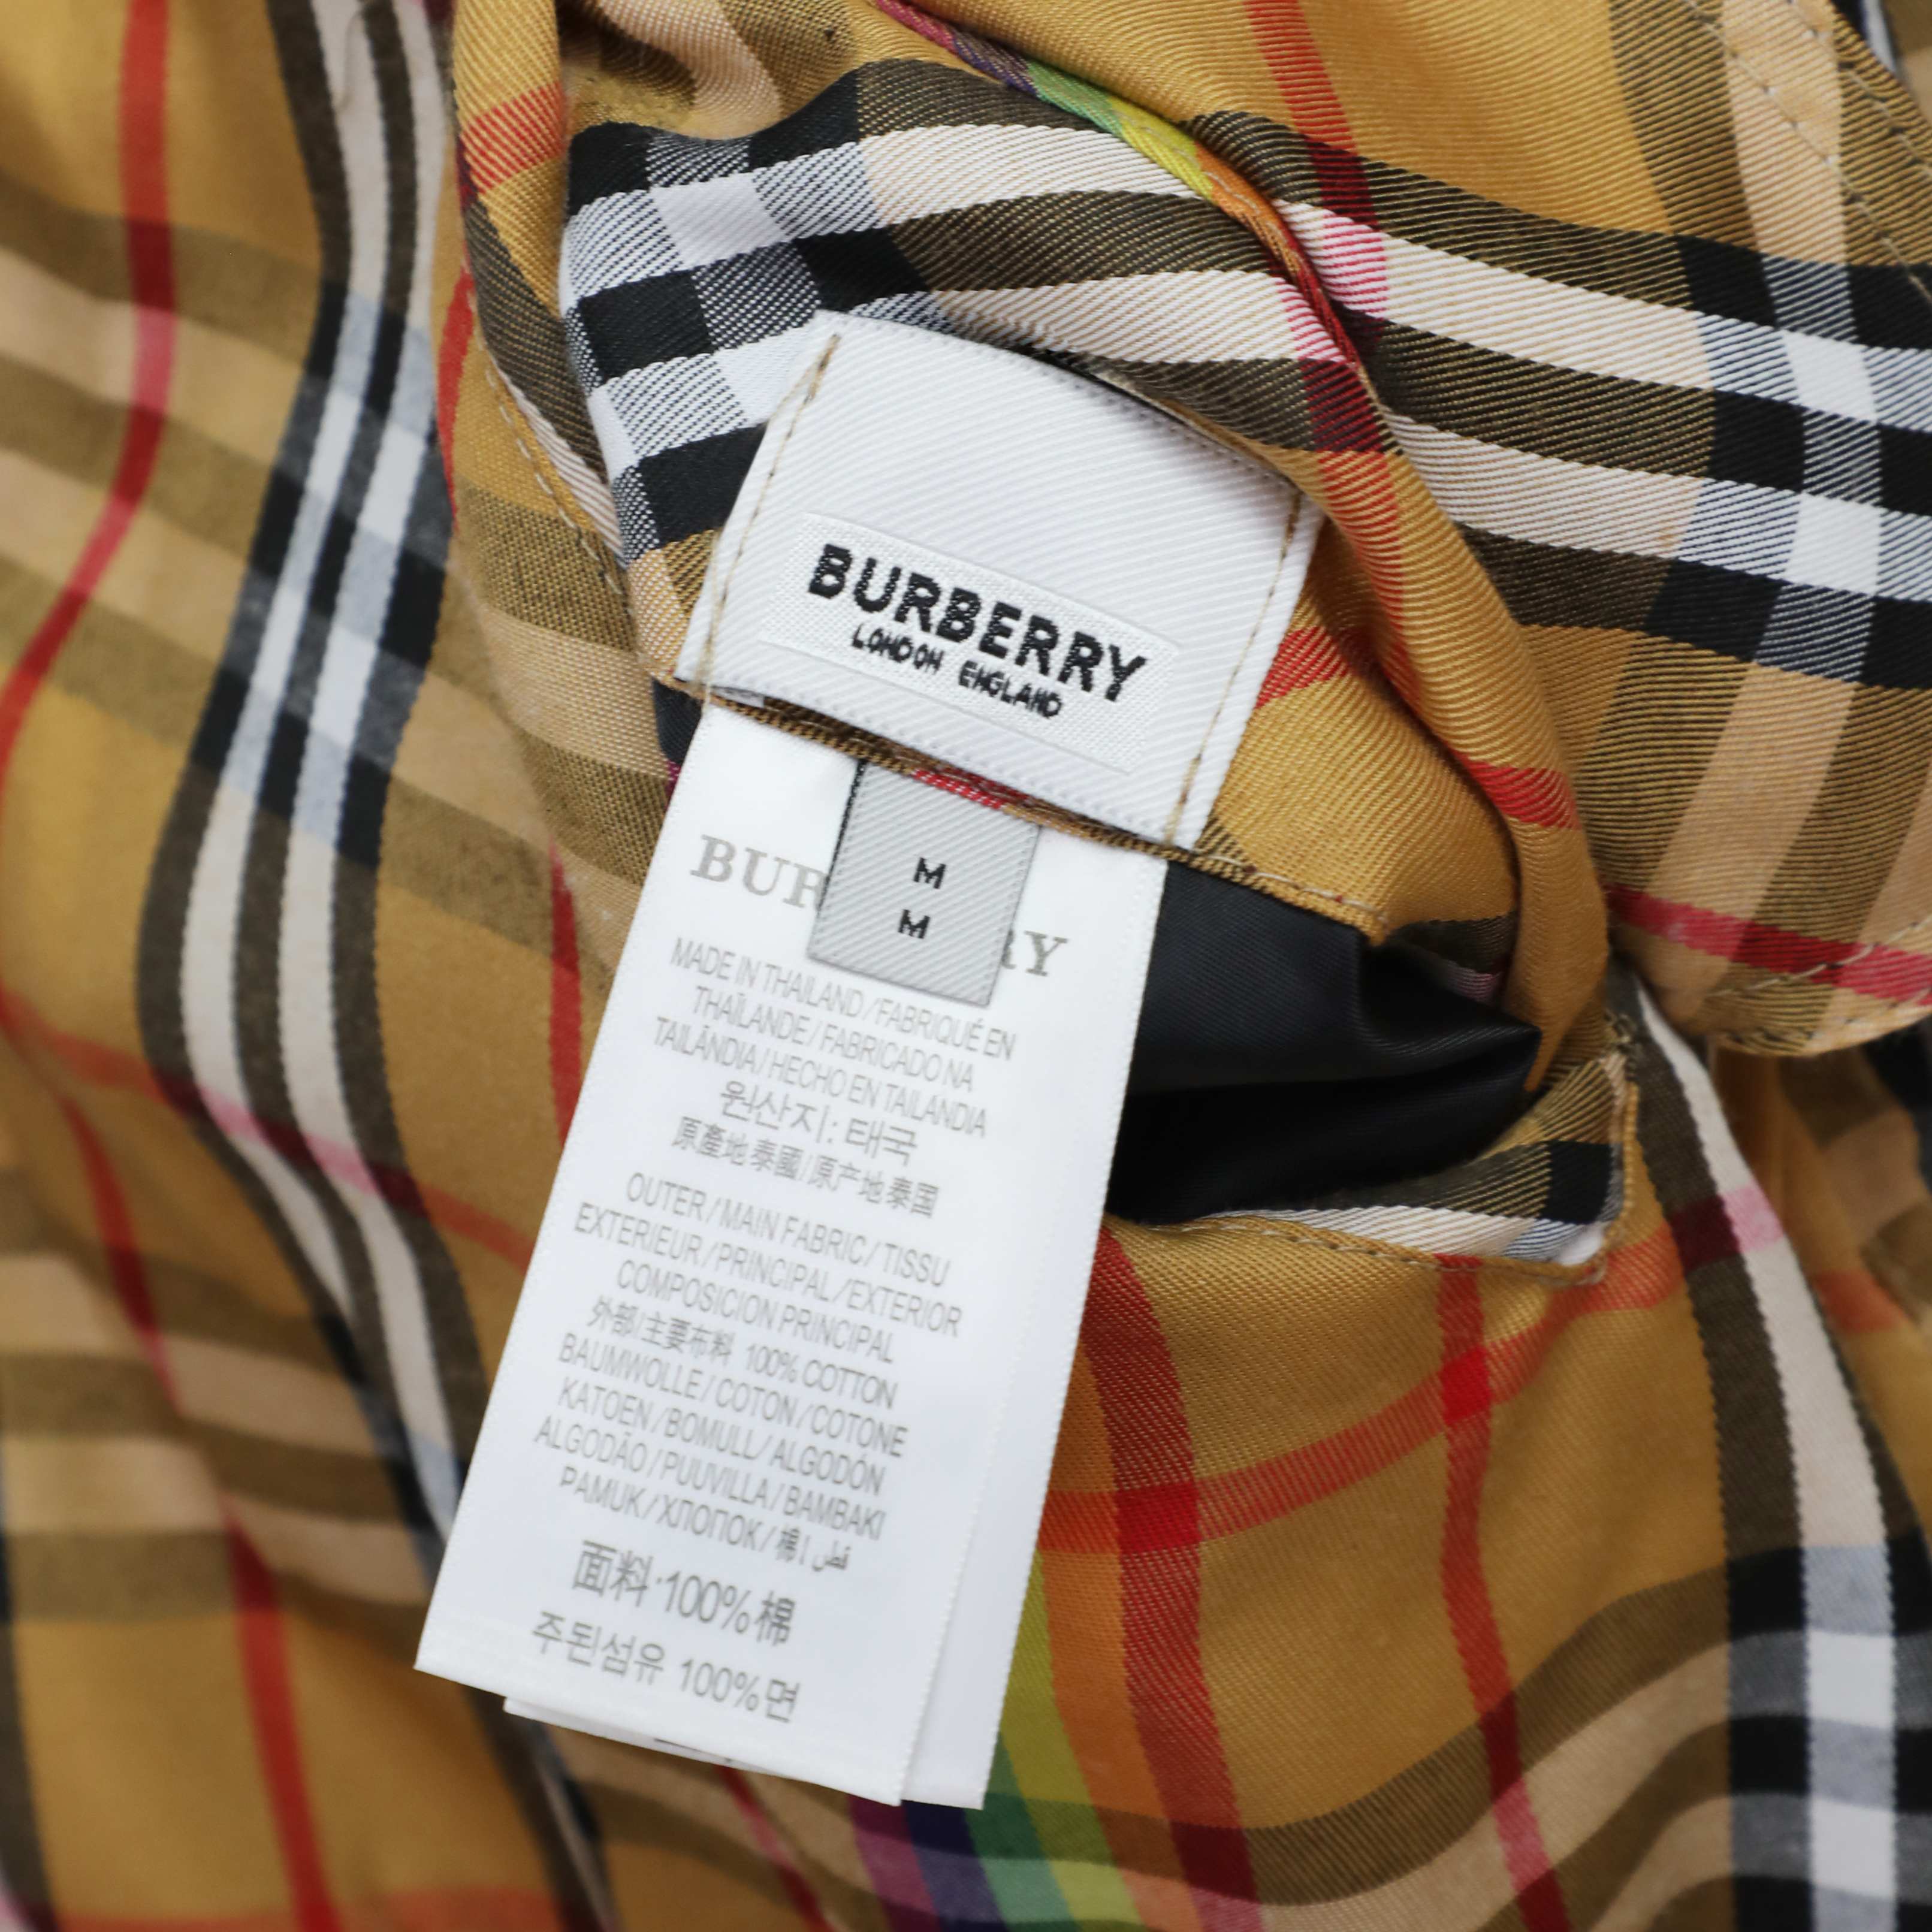 BURBERRY
LONDON ENGLAND
M
M
MADE IN THAILAND/FABRIQUÉ EN
THAÏLANDE/FABRICADO NA
TAILÂNDIA/HECHO EN TAILANDIA
원산지: 태국
原產地泰國/原产地泰国
OUTER/MAIN FABRIC/TISSU
EXTERIEUR/PRINCIPAL/EXTERIOR
COMPOSICION PRINCIPAL
外部/主要布料 100% COTTON
BAUMWOLLE/COTON/COTONE
KATOEN/BOMULL/ALGODÓN
ALGODÃO/PUUVILLA/BAMBAKI
PAMUK/ХЛОПОК/棉/
面料:100%棉
주된섬유 100%면